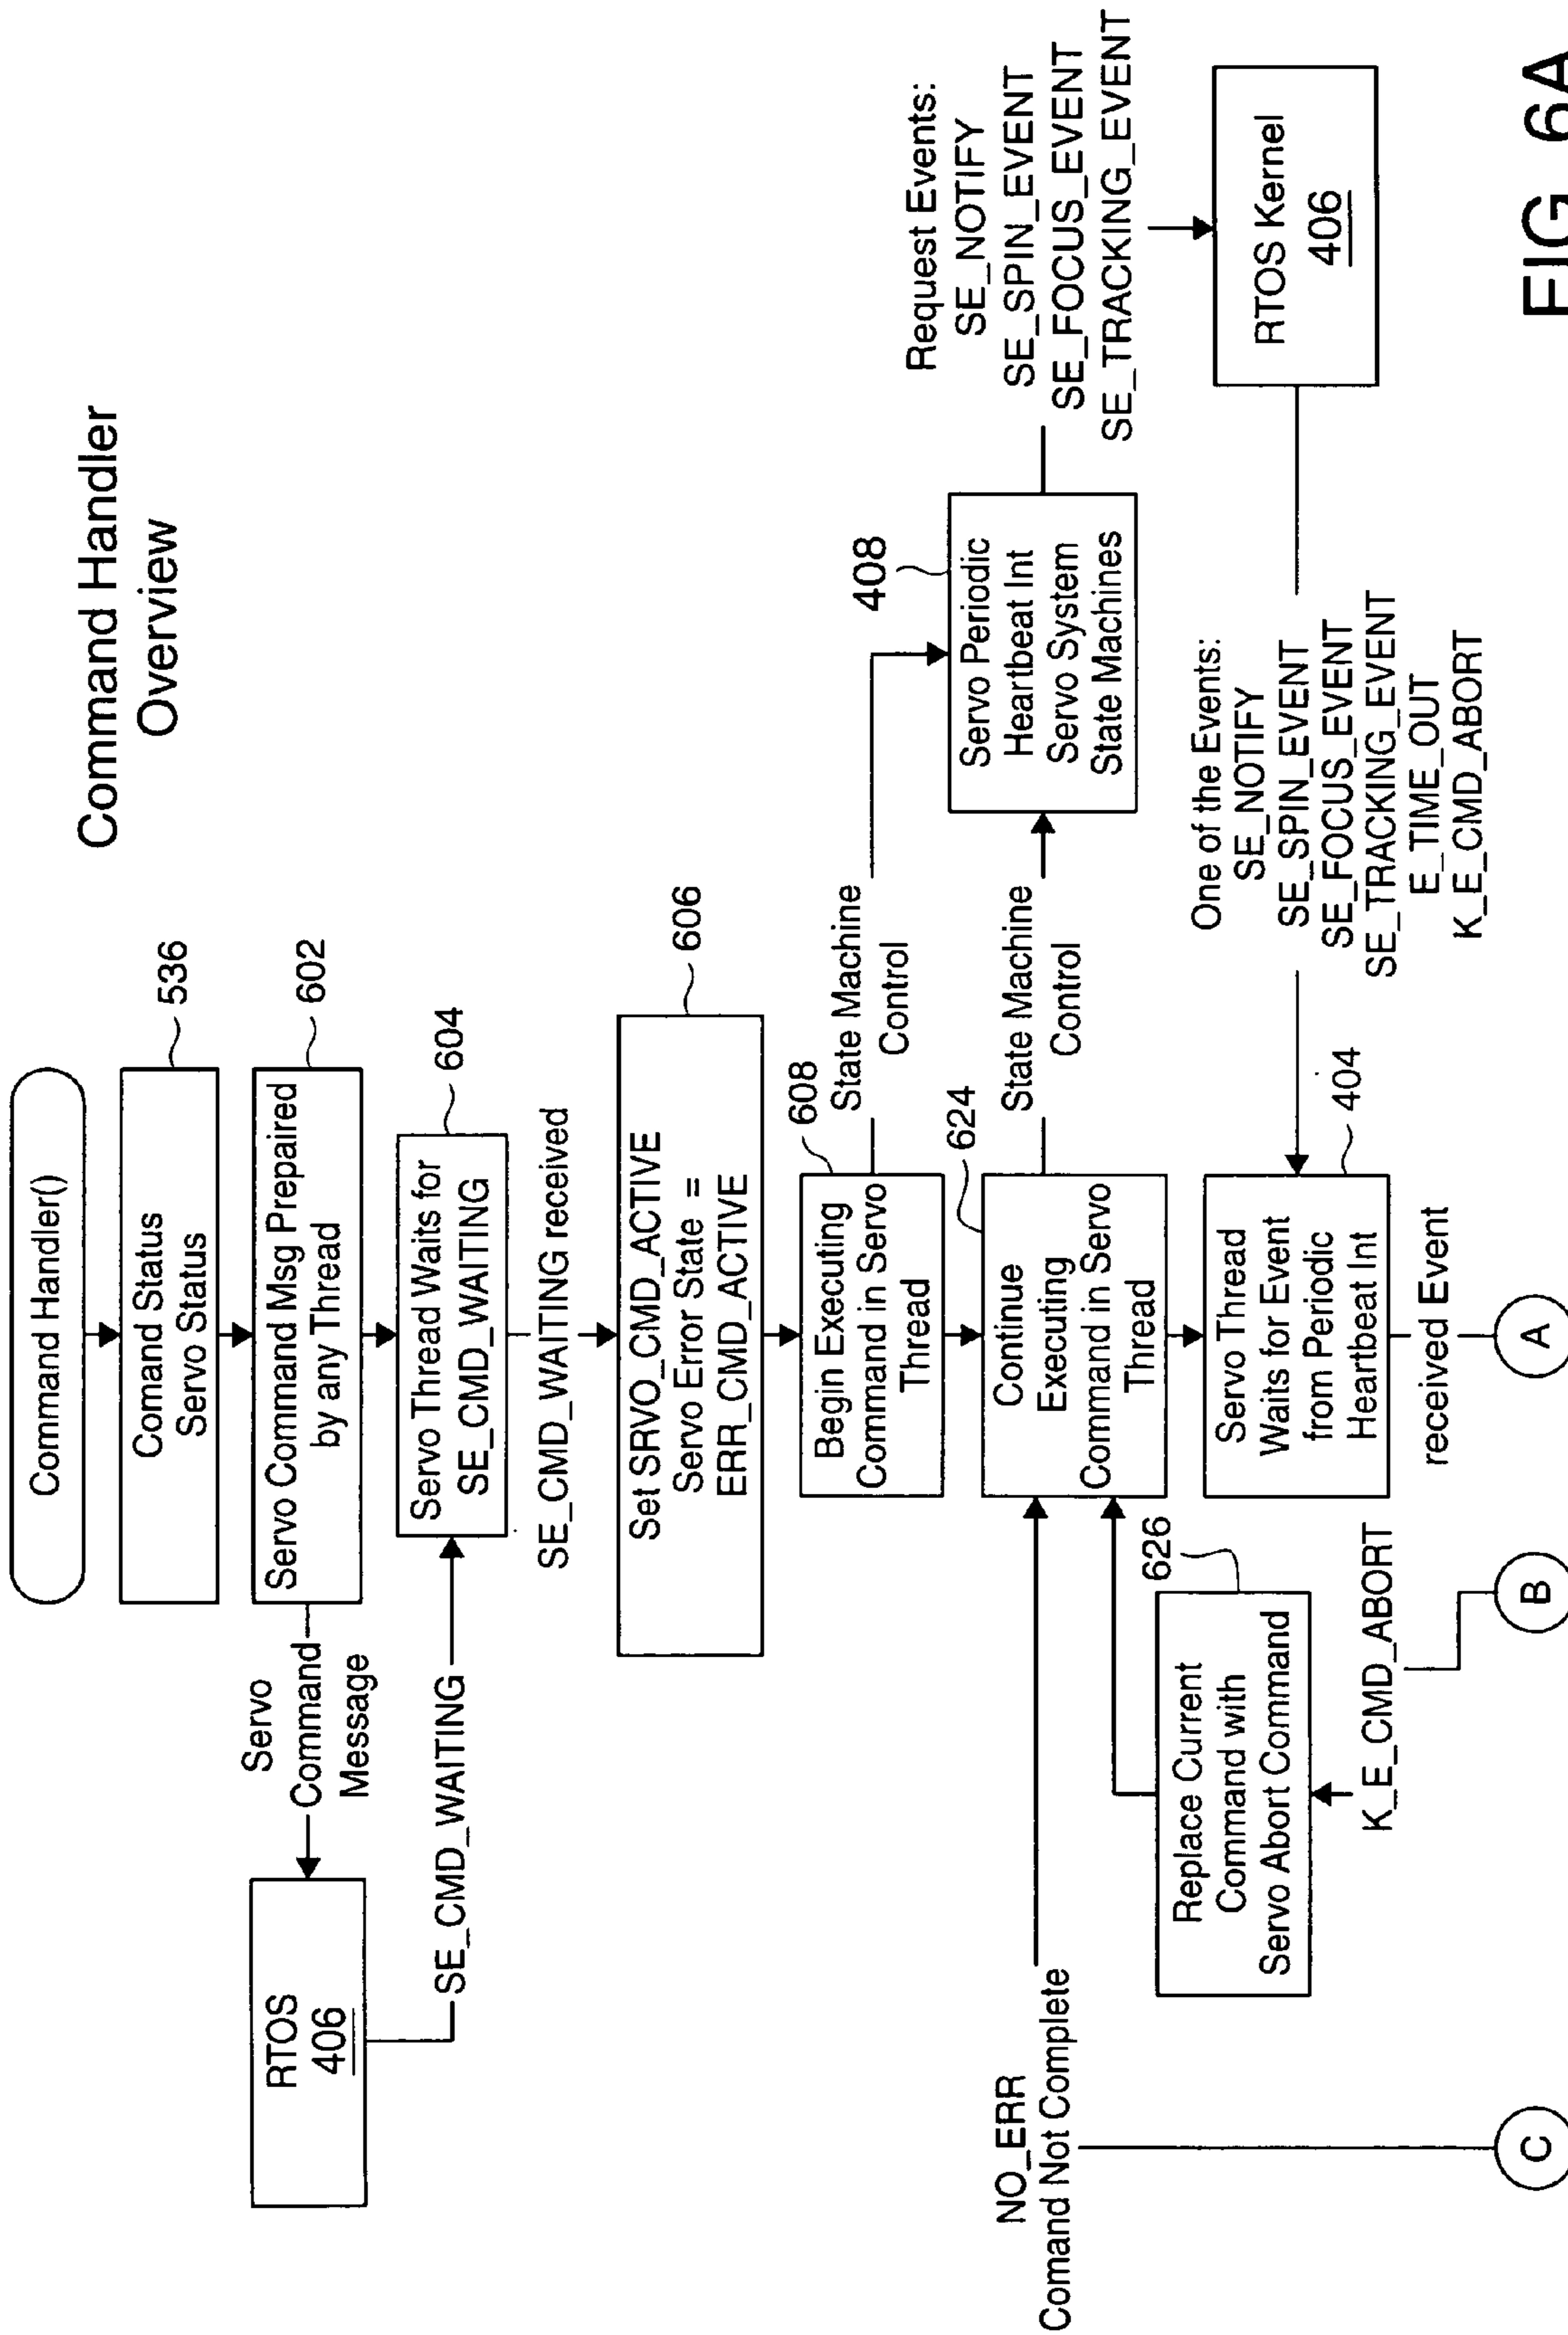 Command Handler
Overview
Command Handler()
Comand Status
Servo Status
536
Servo Command Msg Prepaired
by any Thread
602
Servo
Command
Message
RTOS
406
SE_CMD_WAITING
Servo Thread Waits for
SE_CMD_WAITING
604
SE_CMD_WAITING received
Set SRVO_CMD_ACTIVE
Servo Error State =
ERR_CMD_ACTIVE
606
Begin Executing
Command in Servo
Thread
608
State Machine
Control
Continue
Executing
Command in Servo
Thread
624
State Machine
Control
408
Servo Periodic
Heartbeat Int
Servo System
State Machines
Request Events:
SE_NOTIFY
SE_SPIN_EVENT
SE_FOCUS_EVENT
SE_TRACKING_EVENT
RTOS Kernel
406
One of the Events:
SE_NOTIFY
SE_SPIN_EVENT
SE_FOCUS_EVENT
SE_TRACKING_EVENT
E_TIME_OUT
K_E_CMD_ABORT
Servo Thread
Waits for Event
from Periodic
Heartbeat Int
404
received Event
A
NO_ERR
Comand Not Complete
626
Replace Current
Command with
Servo Abort Command
K_E_CMD_ABORT
B
C
FIG 6A